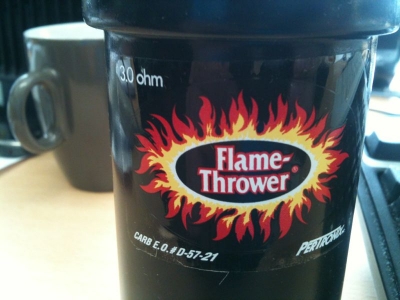 3.0 ohm
Flame-
Thrower®
CARB E.O. # D-57-21
PERTRONIX